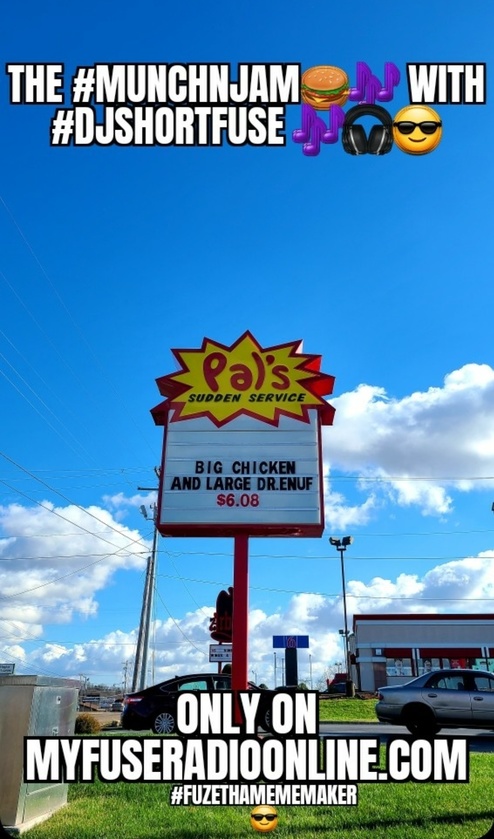 THE #MUNCHNJAM🍔🎶 WITH
#DJSHORTFUSE 🎶🎧😎
Pal's
SUDDEN SERVICE
BIG CHICKEN
AND LARGE DR.ENUF
$6.08
ONLY ON
MYFUSERADIOONLINE.COM
#FUZETHAMEMEMAKER
😎